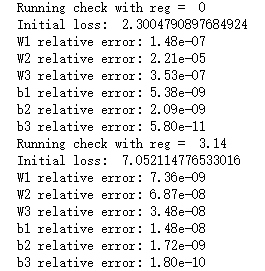 Running check with reg =  0
Initial loss:  2.3004790897684924
W1 relative error: 1.48e-07
W2 relative error: 2.21e-05
W3 relative error: 3.53e-07
b1 relative error: 5.38e-09
b2 relative error: 2.09e-09
b3 relative error: 5.80e-11
Running check with reg =  3.14
Initial loss:  7.052114776533016
W1 relative error: 7.36e-09
W2 relative error: 6.87e-08
W3 relative error: 3.48e-08
b1 relative error: 1.48e-08
b2 relative error: 1.72e-09
b3 relative error: 1.80e-10